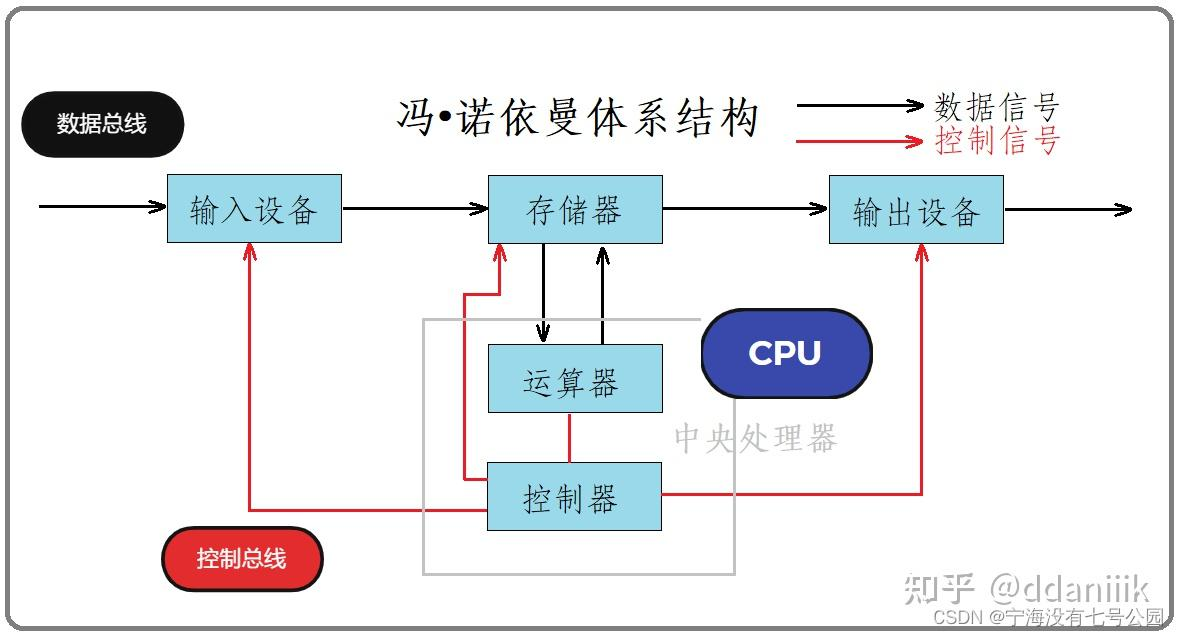 数据总线
冯•诺依曼体系结构
数据信号
控制信号
输入设备
存储器
输出设备
运算器
CPU
中央处理器
控制器
控制总线
知乎 @ddaniiik
CSDN @宁海没有七号公园